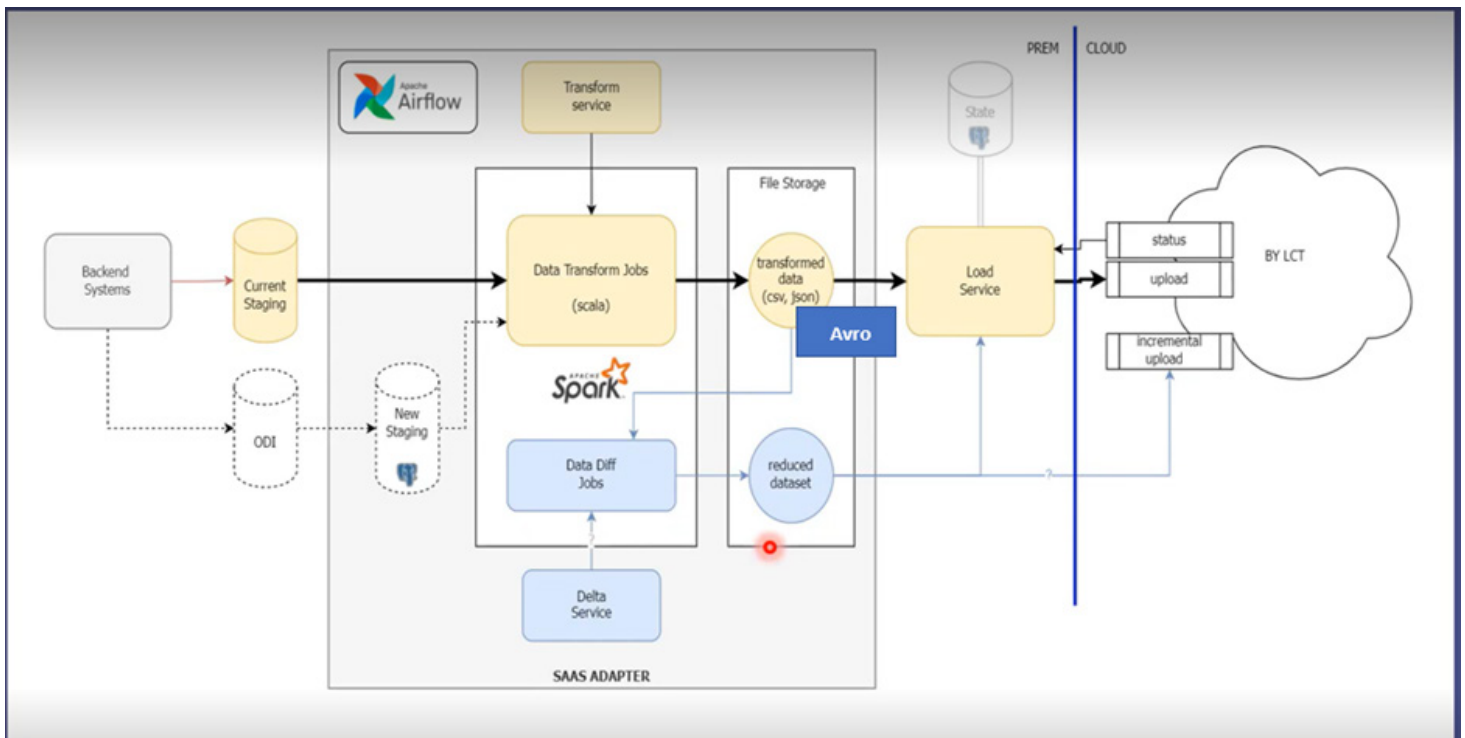 PREM
CLOUD
Apache
Airflow
Transform
service
State
File Storage
Backend
Systems
Current
Staging
Data Transform Jobs
(scala)
transformed
data
(csv, json)
Avro
Load
Service
status
upload
BY LCT
incremental
upload
APACHE
Spark
ODI
New
Staging
Data Diff
Jobs
reduced
dataset
?
?
Delta
Service
SAAS ADAPTER